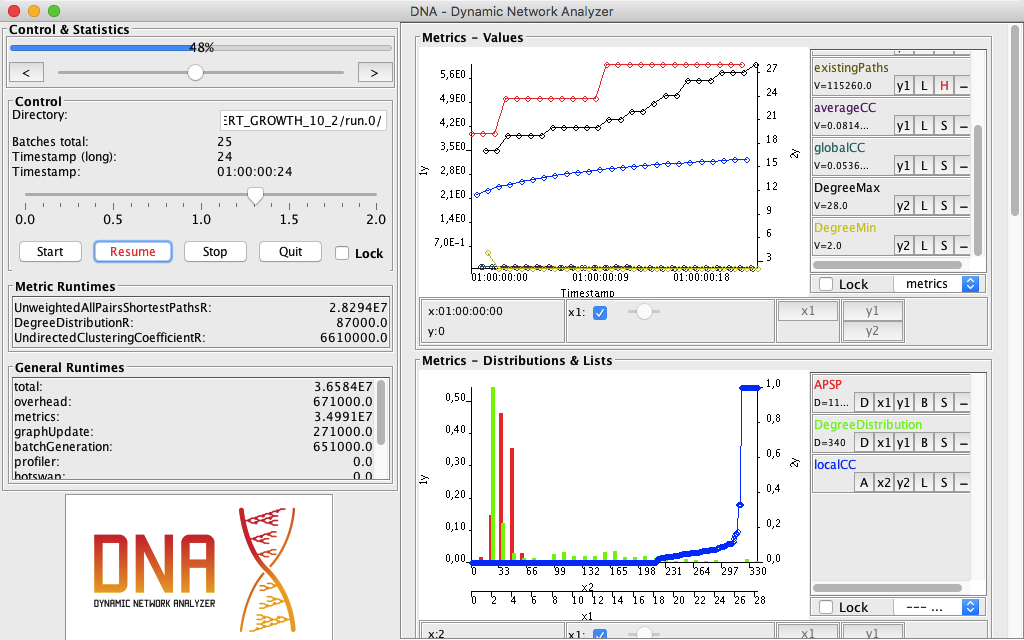 DNA - Dynamic Network Analyzer
Control & Statistics
48%
< >
Control
Directory: ERT_GROWTH_10_2/run.0/
Batches total: 25
Timestamp (long): 24
Timestamp: 01:00:00:24
0.0 0.5 1.0 1.5 2.0
Start Resume Stop Quit Lock
Metric Runtimes
UnweightedAllPairsShortestPathsR: 2.8294E7
DegreeDistributionR: 87000.0
UndirectedClusteringCoefficientR: 6610000.0
General Runtimes
total: 3.6584E7
overhead: 671000.0
metrics: 3.4991E7
graphUpdate: 271000.0
batchGeneration: 651000.0
profiler: 0.0
hotswap: 0.0
DNA
DYNAMIC NETWORK ANALYZER
Metrics - Values
5,6E0
4,9E0
4,2E0
3,5E0
2,8E0
2,1E0
1,4E0
7,0E-1
1y
27
24
21
18
15
12
9
6
3
2y
01:00:00:00 01:00:00:09 01:00:00:18
Timestamp
existingPaths
V=115260.0 y1 L H –
averageCC
V=0.0814... y1 L S –
globalCC
V=0.0536... y1 L S –
DegreeMax
V=28.0 y2 L S –
DegreeMin
V=2.0 y2 L S –
Lock metrics
x:01:00:00:00
y:0
x1:
x1 y1
y2
Metrics - Distributions & Lists
0,50
0,40
0,30
0,20
0,10
0,00
1y
1,0
0,8
0,6
0,4
0,2
0,0
2y
0 33 66 99 132 165 198 231 264 297 330
x2
0 2 4 6 8 10 12 14 16 18 20 22 24 26 28
x1
APSP
D=11... D x1 y1 B S –
DegreeDistribution
D=340 D x1 y1 B S –
localCC
A x2 y2 L S –
Lock --- ...
x:2
x1:
x1 y1